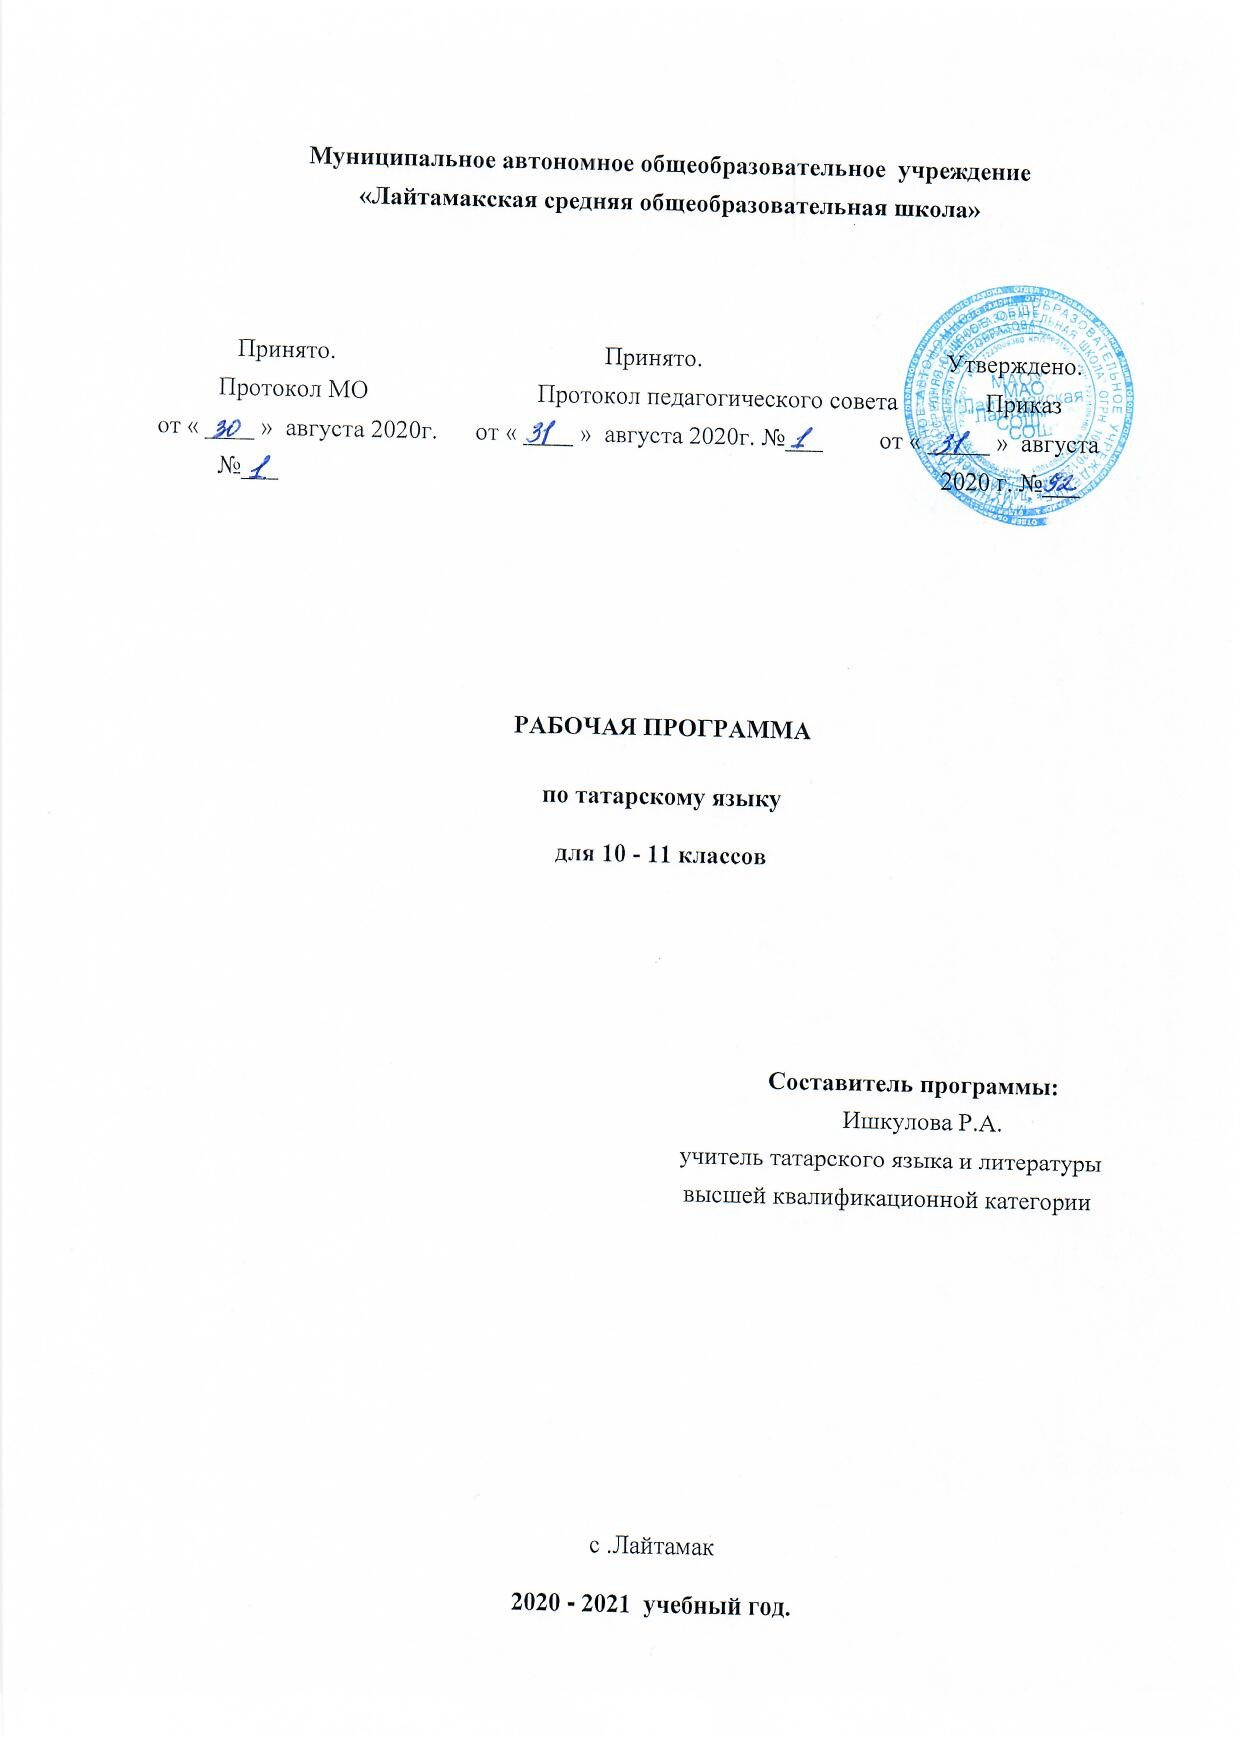 Муниципальное автономное общеобразовательное учреждение
«Лайтамакская средняя общеобразовательная школа»
Принято.
Протокол МО
от « 30 » августа 2020г.
№ 1
Принято.
Протокол педагогического совета
от « 31 » августа 2020г. № 1
Утверждено.
Приказ
от « 31 » августа
2020 г. № 92
МАОУ
СОШ
РАБОЧАЯ ПРОГРАММА
по татарскому языку
для 10 - 11 классов
Составитель программы:
Ишкулова Р.А.
учитель татарского языка и литературы
высшей квалификационной категории
с .Лайтамак
2020 - 2021 учебный год.